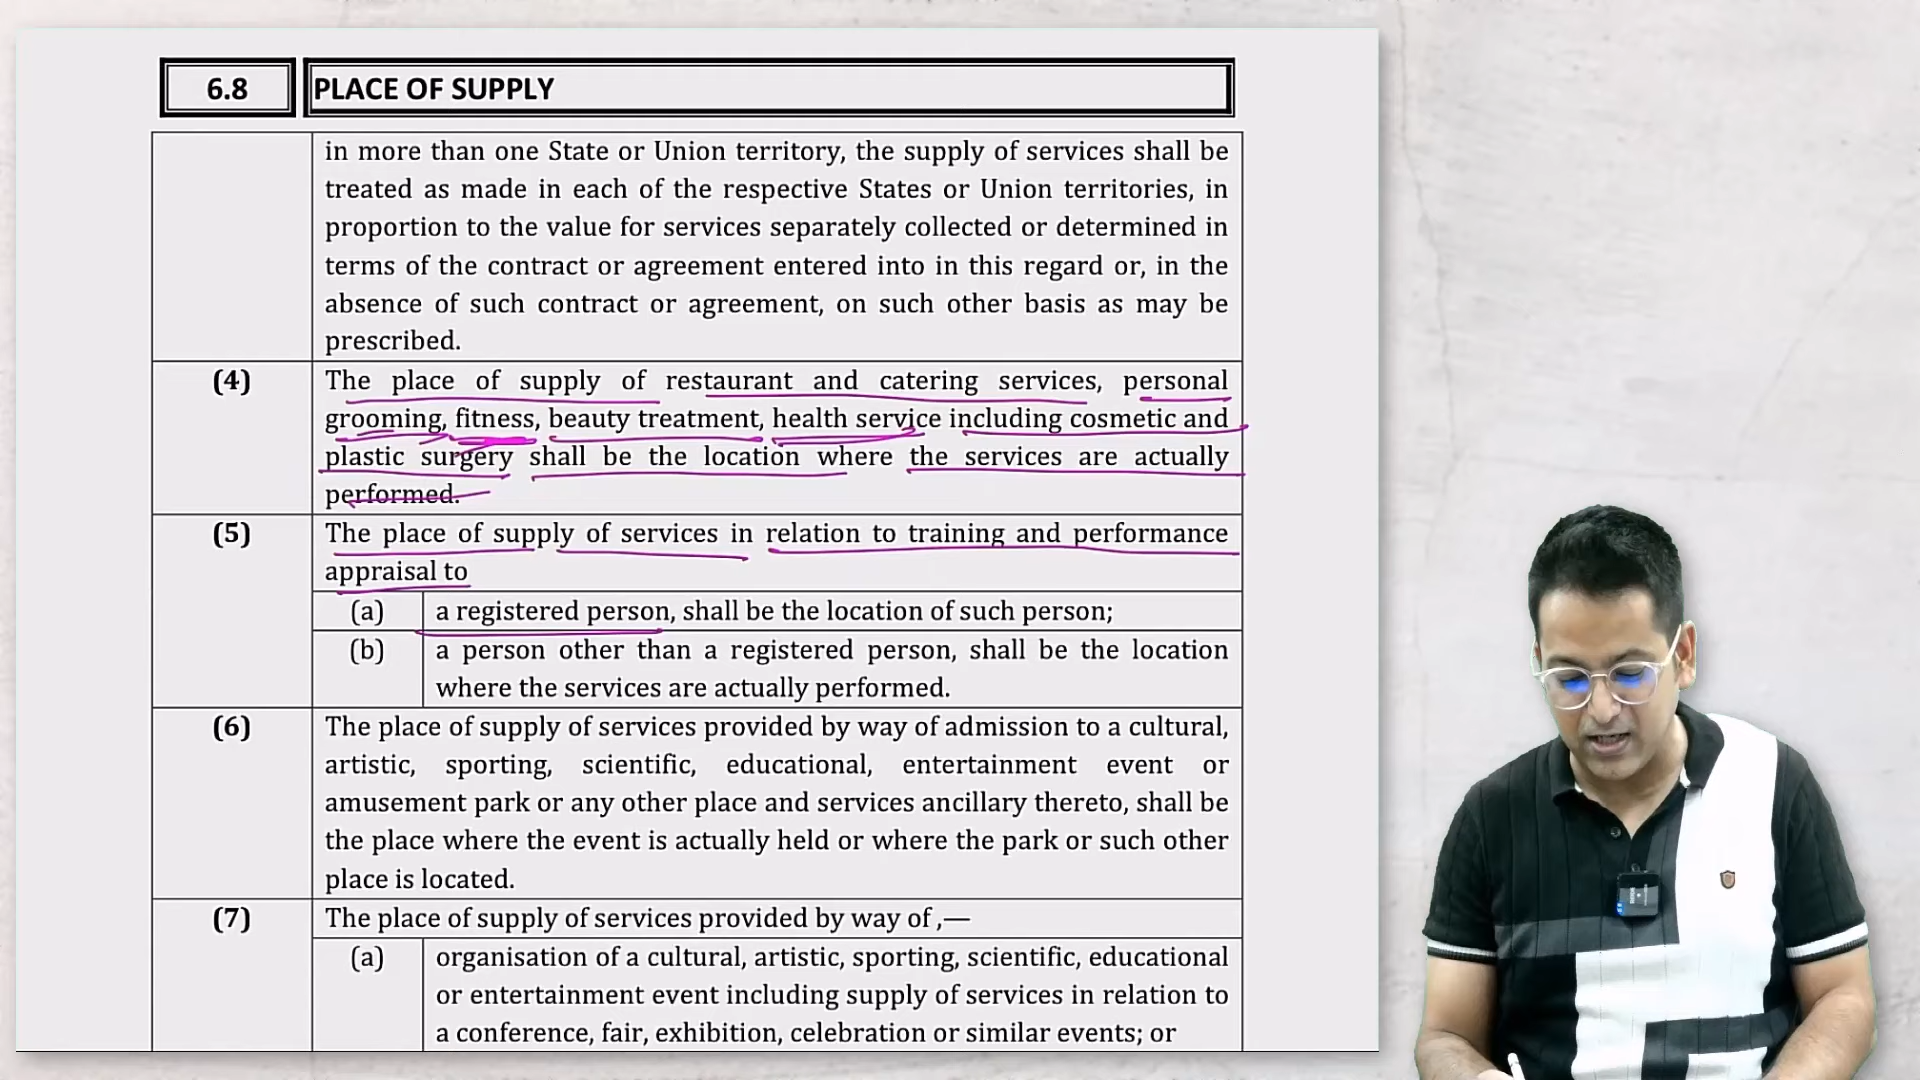 6.8 PLACE OF SUPPLY
in more than one State or Union territory, the supply of services shall be
treated as made in each of the respective States or Union territories, in
proportion to the value for services separately collected or determined in
terms of the contract or agreement entered into in this regard or, in the
absence of such contract or agreement, on such other basis as may be
prescribed.
(4) The place of supply of restaurant and catering services, personal
grooming, fitness, beauty treatment, health service including cosmetic and
plastic surgery shall be the location where the services are actually
performed.
(5) The place of supply of services in relation to training and performance
appraisal to
(a) a registered person, shall be the location of such person;
(b) a person other than a registered person, shall be the location
where the services are actually performed.
(6) The place of supply of services provided by way of admission to a cultural,
artistic, sporting, scientific, educational, entertainment event or
amusement park or any other place and services ancillary thereto, shall be
the place where the event is actually held or where the park or such other
place is located.
(7) The place of supply of services provided by way of ,—
(a) organisation of a cultural, artistic, sporting, scientific, educational
or entertainment event including supply of services in relation to
a conference, fair, exhibition, celebration or similar events; or